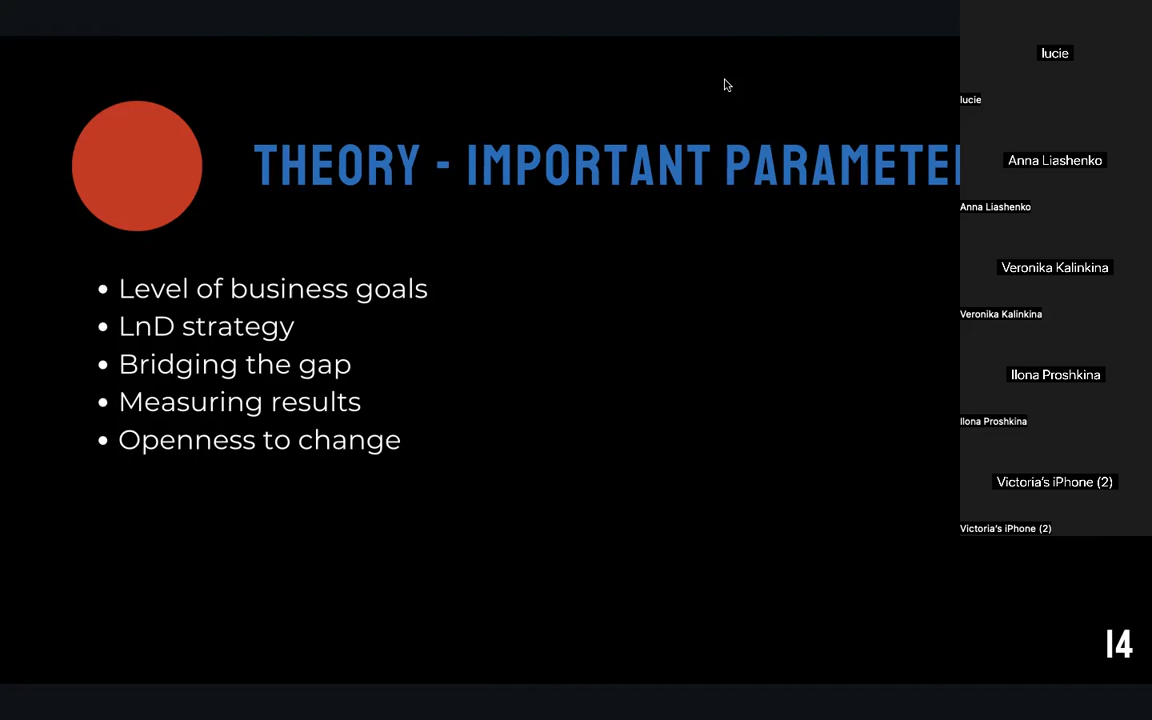 THEORY - IMPORTANT
Level of business goals
LnD strategy
Bridging the gap
Measuring results
Openness to change
14
lucie
lucie
Anna Liashenko
Anna Liashenko
Veronika Kalinkina
Veronika Kalinkina
Ilona Proshkina
Ilona Proshkina
Victoria's iPhone (2)
Victoria's iPhone (2)